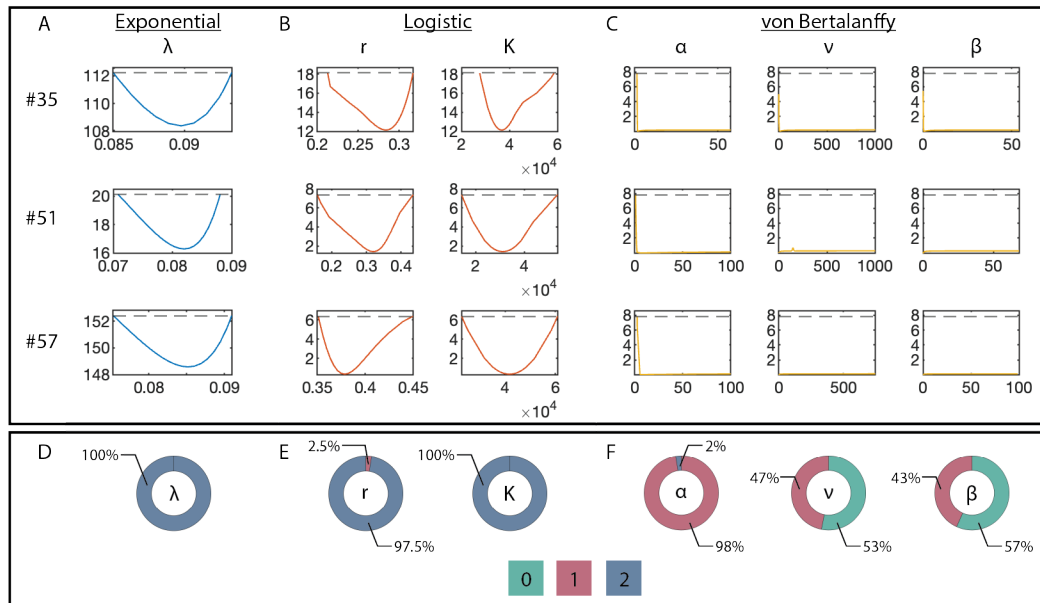 A Exponential B Logistic C von Bertalanffy
λ r K α ν β
#35
112 110 108 0.085 0.09
18 16 14 12 0.2 0.25 0.3
18 16 14 12 2 4 6 ×10⁴
8 6 4 2 0 50
8 6 4 2 0 500 1000
8 6 4 2 0 50
#51
20 18 16 0.07 0.08 0.09
8 6 4 2 0.2 0.3 0.4
8 6 4 2 2 4 ×10⁴
8 6 4 2 0 50 100
8 6 4 2 0 500 1000
8 6 4 2 0 50
#57
152 150 148 0.08 0.09
6 4 2 0.35 0.4 0.45
6 4 2 4 6 ×10⁴
8 6 4 2 0 50 100
8 6 4 2 0 500
8 6 4 2 0 50 100
D 100% λ
E 2.5% r 97.5%
100% K
F 2% α 98%
47% ν 53%
43% β 57%
0 1 2